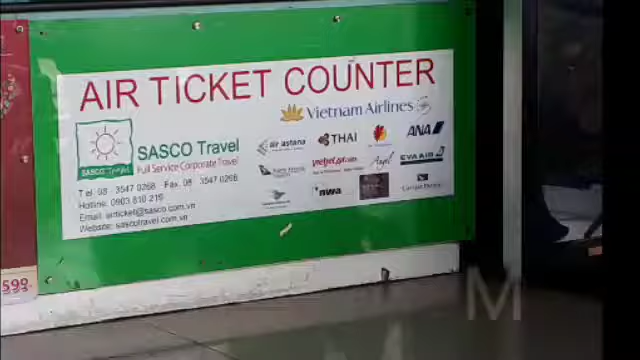 AIR TICKET COUNTER
Vietnam Airlines
SASCO Travel
SASCO Travel
Full Service Corporate Travel
air astana
THAI
ANA
vietjetair.com
EVA AIR
nwa
Tel: 08 - 3547 0268 Fax: 08 - 3547 0266
Hotline: 0903 810 219
Email: airticket@sasco.com.vn
Website: sascotravel.com.vn
599
M